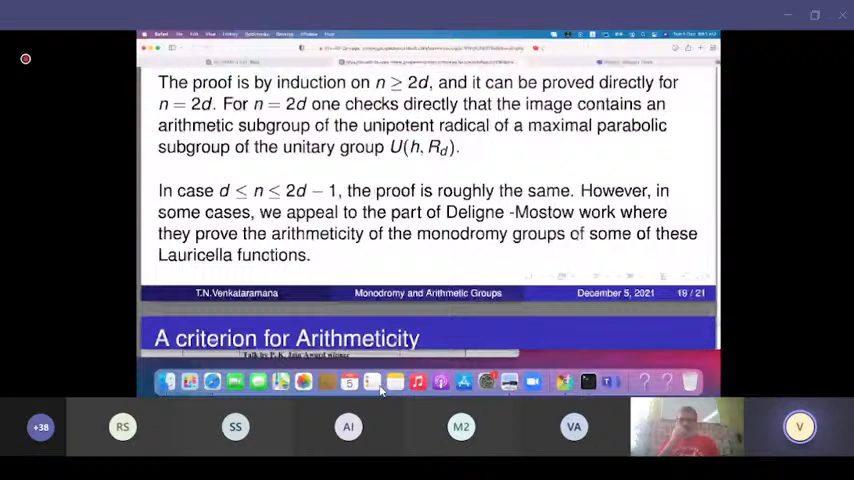 The proof is by induction on n ≥ 2d, and it can be proved directly for
n = 2d. For n = 2d one checks directly that the image contains an
arithmetic subgroup of the unipotent radical of a maximal parabolic
subgroup of the unitary group U(h, R_d).
In case d ≤ n ≤ 2d − 1, the proof is roughly the same. However, in
some cases, we appeal to the part of Deligne -Mostow work where
they prove the arithmeticity of the monodromy groups of some of these
Lauricella functions.
T.N.Venkataramana Monodromy and Arithmetic Groups December 5, 2021 19 / 21
A criterion for Arithmeticity
Talk by P. K. Jain Award winner
5
+38 RS SS AI M2 VA V